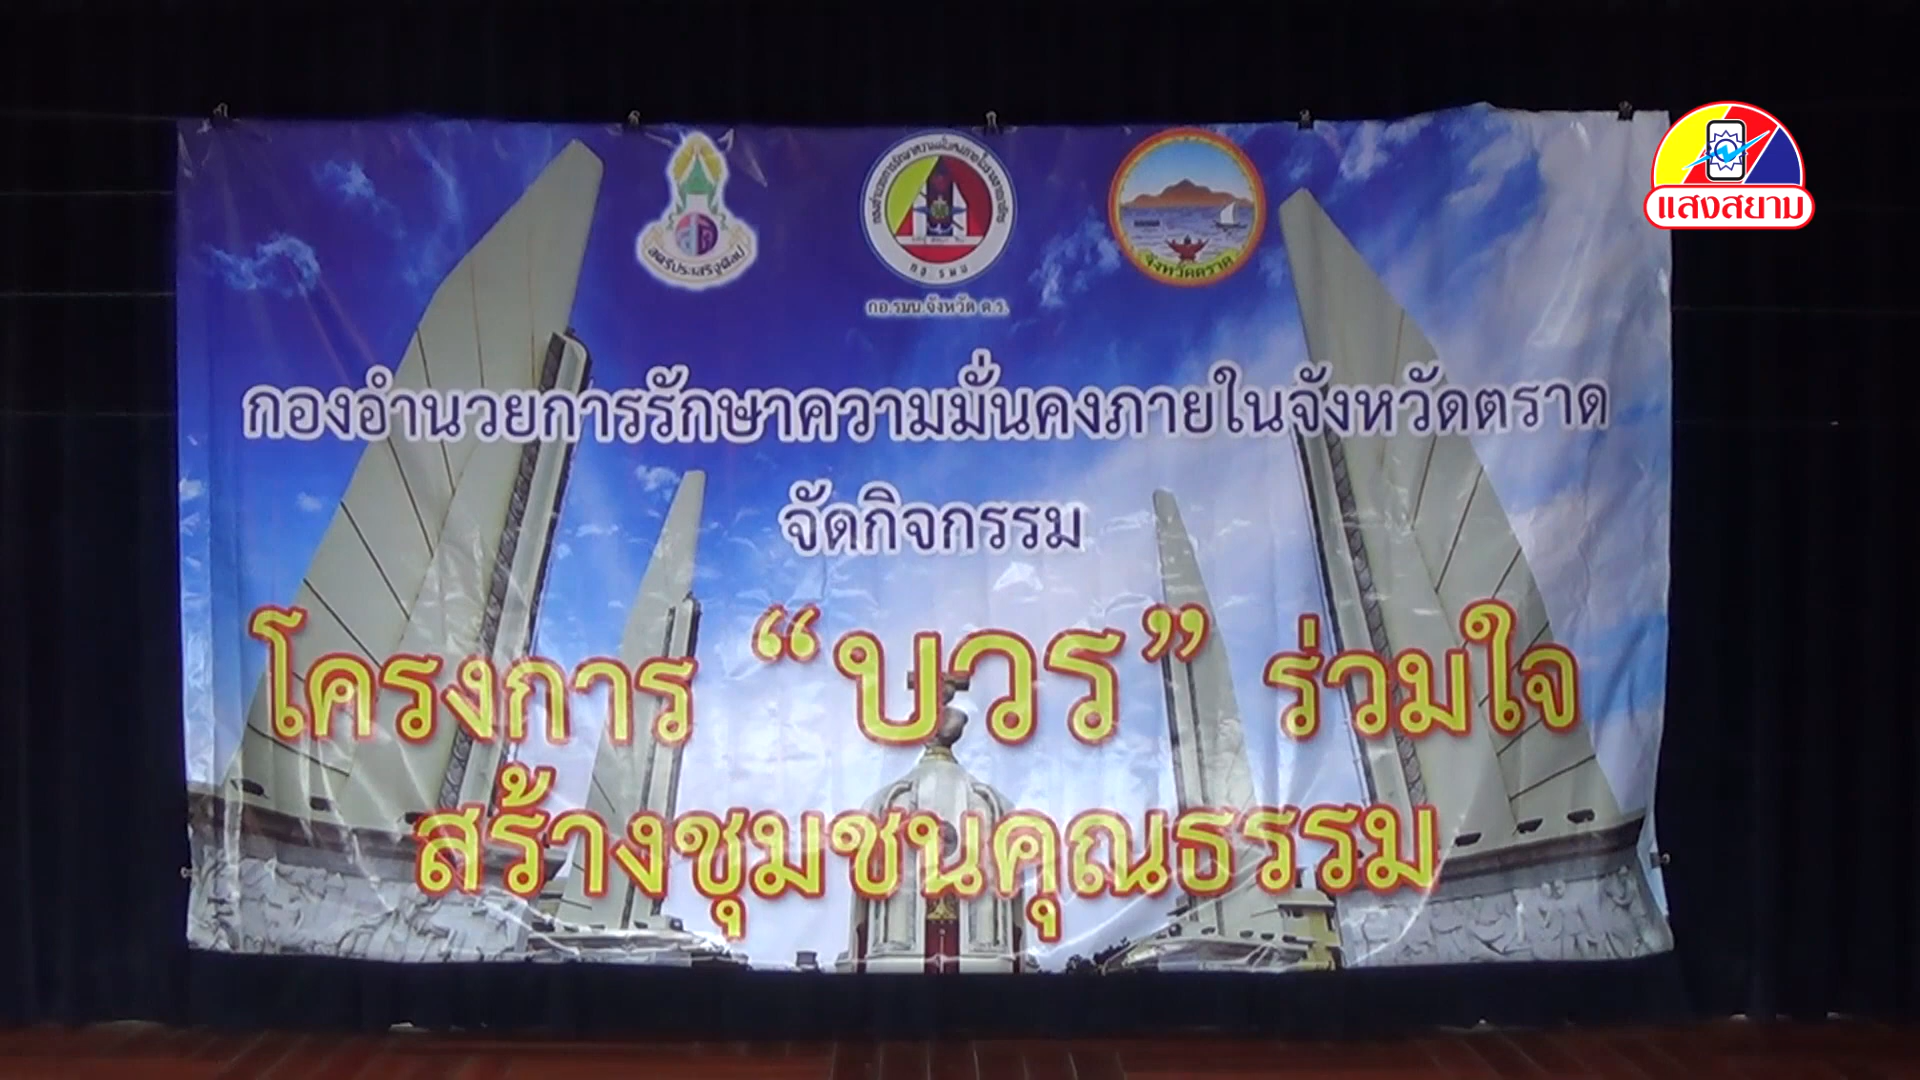 แสงสยาม
สตรีประเสริฐศิลป์
กอ.รมน.
จังหวัดตราด
กอ.รมน.จังหวัด ต.ร.
กองอำนวยการรักษาความมั่นคงภายในจังหวัดตราด
จัดกิจกรรม
โครงการ “บวร” ร่วมใจ
สร้างชุมชนคุณธรรม